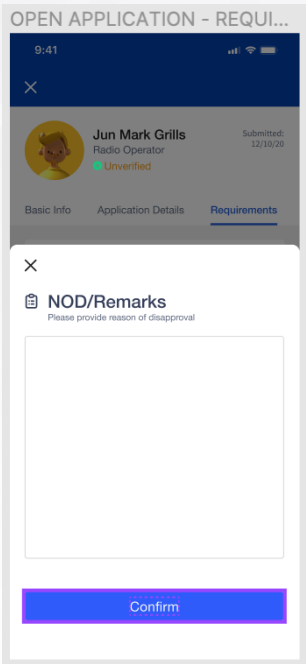 OPEN APPLICATION - REQUI...
9:41
Jun Mark Grills
Submitted:
Radio Operator
12/10/20
Unverified
Basic Info Application Details Requirements
NOD/Remarks
Please provide reason of disapproval
Confirm